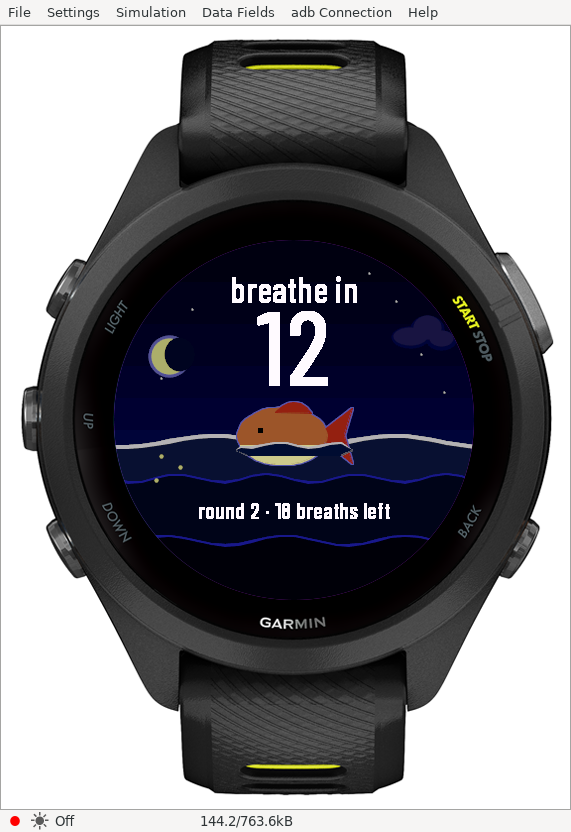 File Settings Simulation Data Fields adb Connection Help
breathe in
12
START STOP
LIGHT
UP
DOWN
round 2 · 18 breaths left
BACK
GARMIN
Off 144.2/763.6kB